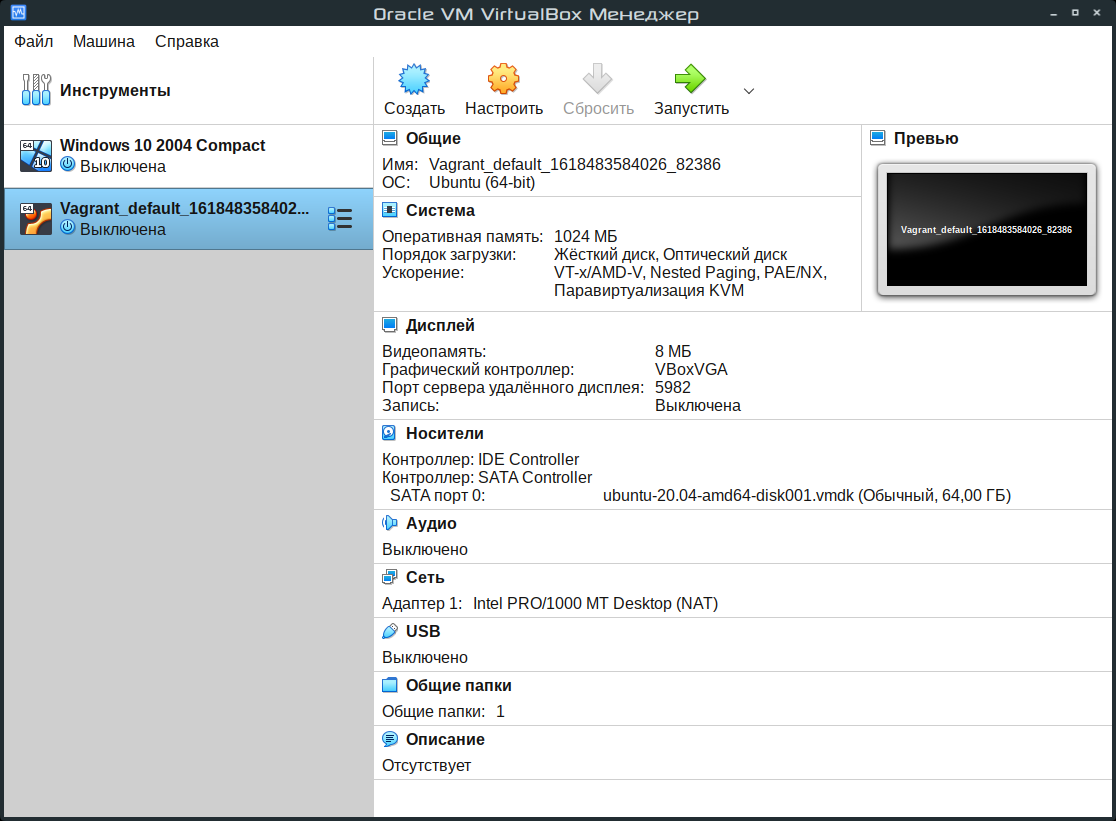 Oracle VM VirtualBox Менеджер
Файл Машина Справка
Инструменты
Создать Настроить Сбросить Запустить
64
10
Windows 10 2004 Compact
Выключена
64
Vagrant_default_161848358402...
Выключена
Общие
Имя: Vagrant_default_1618483584026_82386
ОС: Ubuntu (64-bit)
Превью
Vagrant_default_1618483584026_82386
Система
Оперативная память: 1024 МБ
Порядок загрузки: Жёсткий диск, Оптический диск
Ускорение: VT-x/AMD-V, Nested Paging, PAE/NX,
Паравиртуализация KVM
Дисплей
Видеопамять: 8 МБ
Графический контроллер: VBoxVGA
Порт сервера удалённого дисплея: 5982
Запись: Выключена
Носители
Контроллер: IDE Controller
Контроллер: SATA Controller
SATA порт 0: ubuntu-20.04-amd64-disk001.vmdk (Обычный, 64,00 ГБ)
Аудио
Выключено
Сеть
Адаптер 1: Intel PRO/1000 MT Desktop (NAT)
USB
Выключено
Общие папки
Общие папки: 1
Описание
Отсутствует